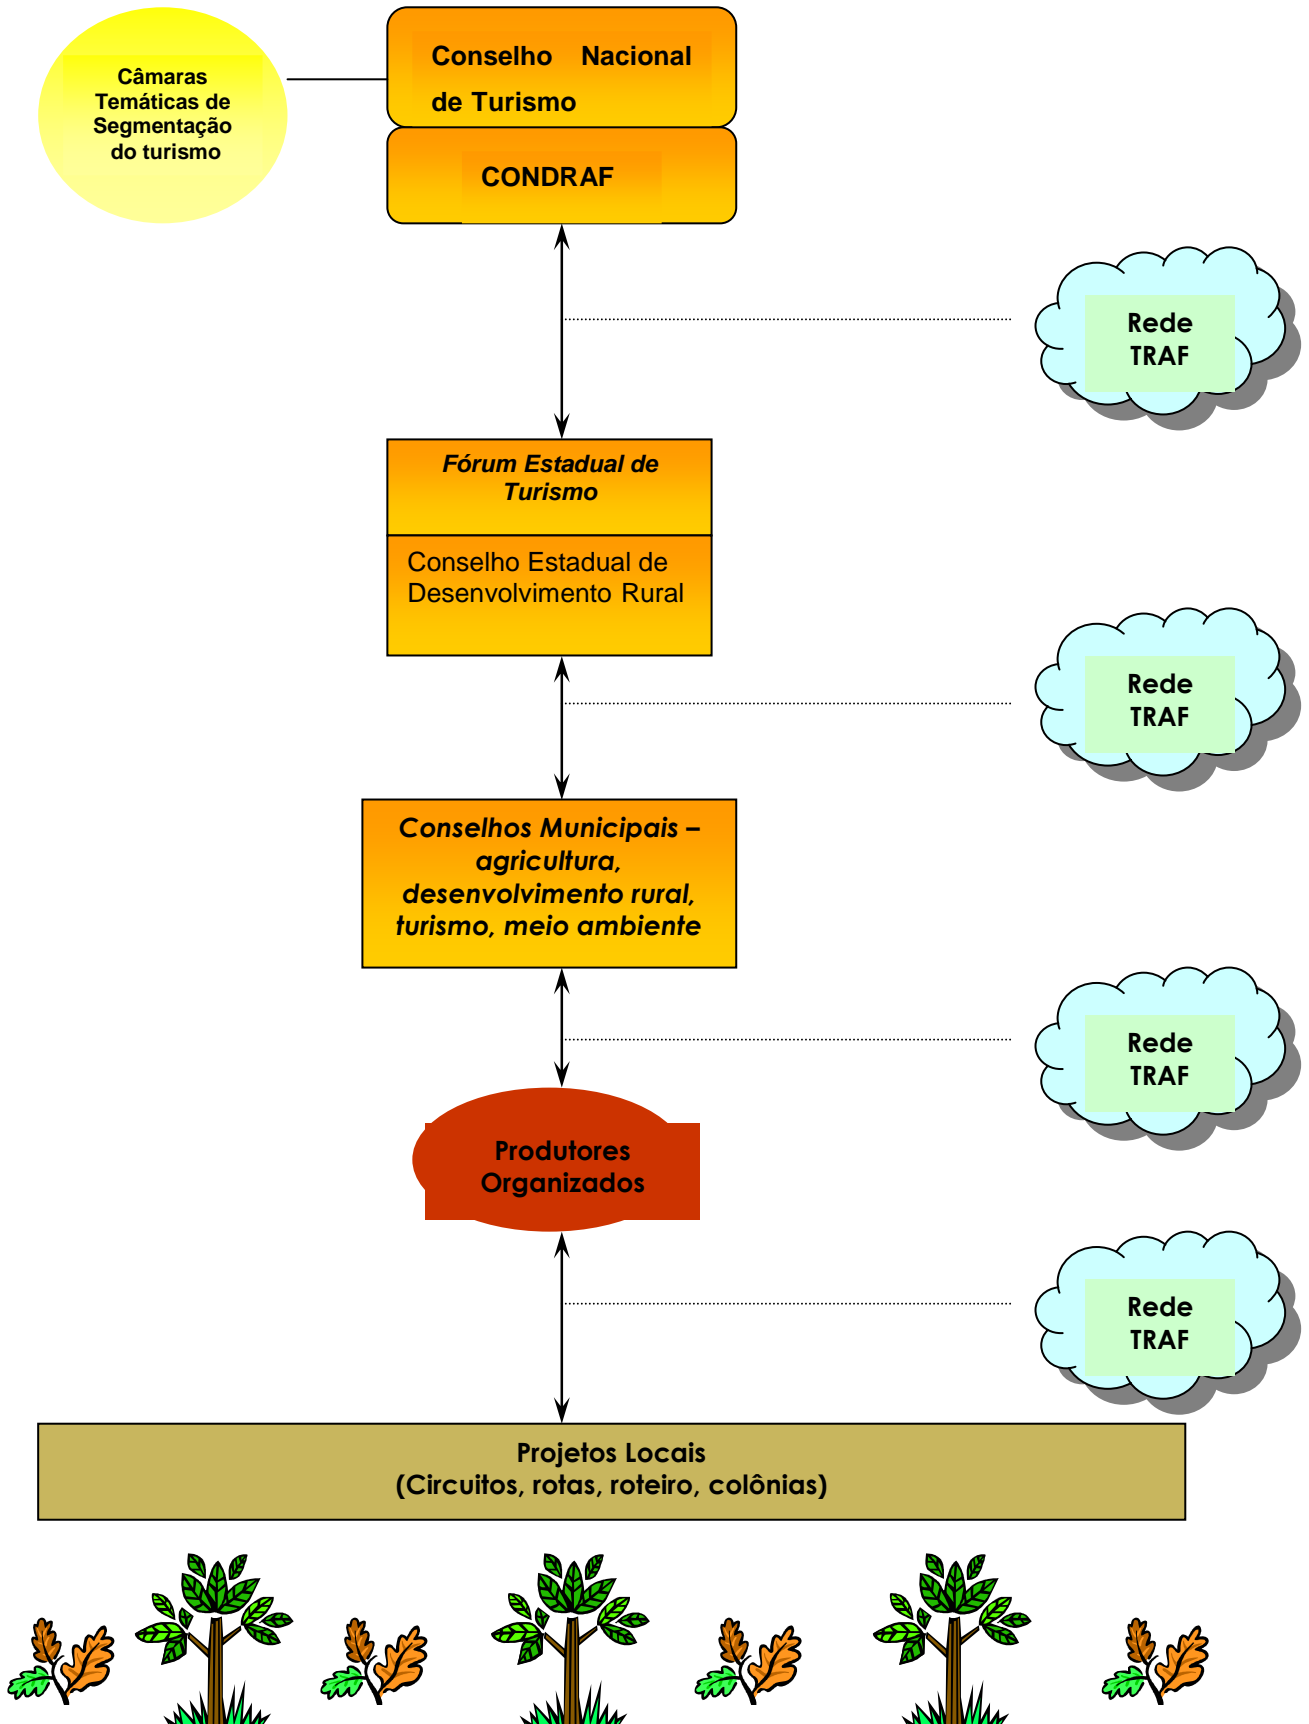 Câmaras
Temáticas de
Segmentação
do turismo
Conselho Nacional
de Turismo
CONDRAF
Rede
TRAF
Fórum Estadual de
Turismo
Conselho Estadual de
Desenvolvimento Rural
Rede
TRAF
Conselhos Municipais –
agricultura,
desenvolvimento rural,
turismo, meio ambiente
Rede
TRAF
Produtores
Organizados
Rede
TRAF
Projetos Locais
(Circuitos, rotas, roteiro, colônias)